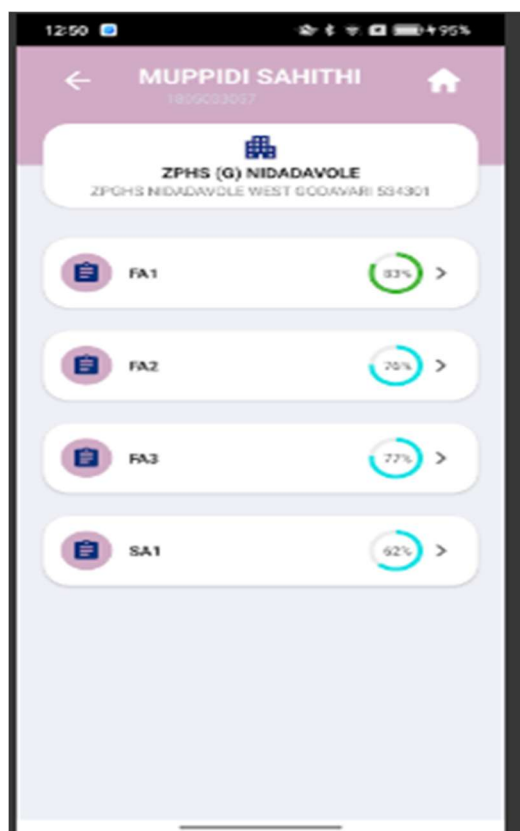 12:50 95%
MUPPIDI SAHITHI
ZPHS (G) NIDADAVOLE
ZPGHS NIDADAVOLE WEST GODAVARI 534301
FA1 83%
FA2 76%
FA3 77%
SA1 62%